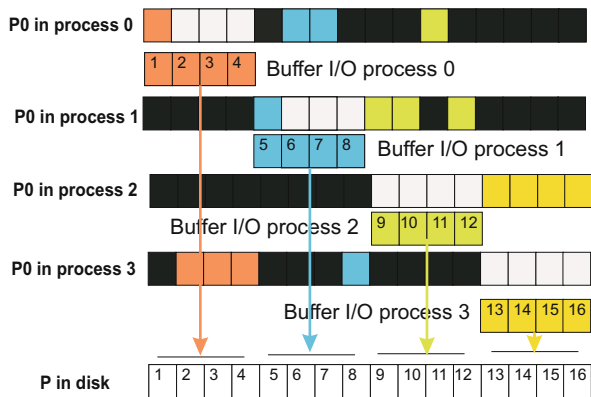 P0 in process 0
1 2 3 4 Buffer I/O process 0
P0 in process 1
5 6 7 8 Buffer I/O process 1
P0 in process 2
Buffer I/O process 2 9 10 11 12
P0 in process 3
Buffer I/O process 3 13 14 15 16
P in disk 1 2 3 4 5 6 7 8 9 10 11 12 13 14 15 16